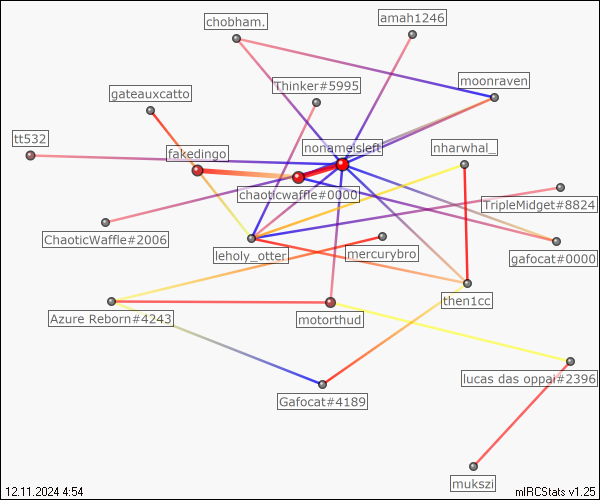 chobham.
amah1246
Thinker#5995
moonraven
gateauxcatto
tt532
fakedingo
nonameisleft
nharwhal_
chaoticwaffle#0000
TripleMidget#8824
ChaoticWaffle#2006
leholy_otter
mercurybro
gafocat#0000
then1cc
Azure Reborn#4243
motorthud
lucas das oppai#2396
Gafocat#4189
mukszi
12.11.2024 4:54
mIRCStats v1.25